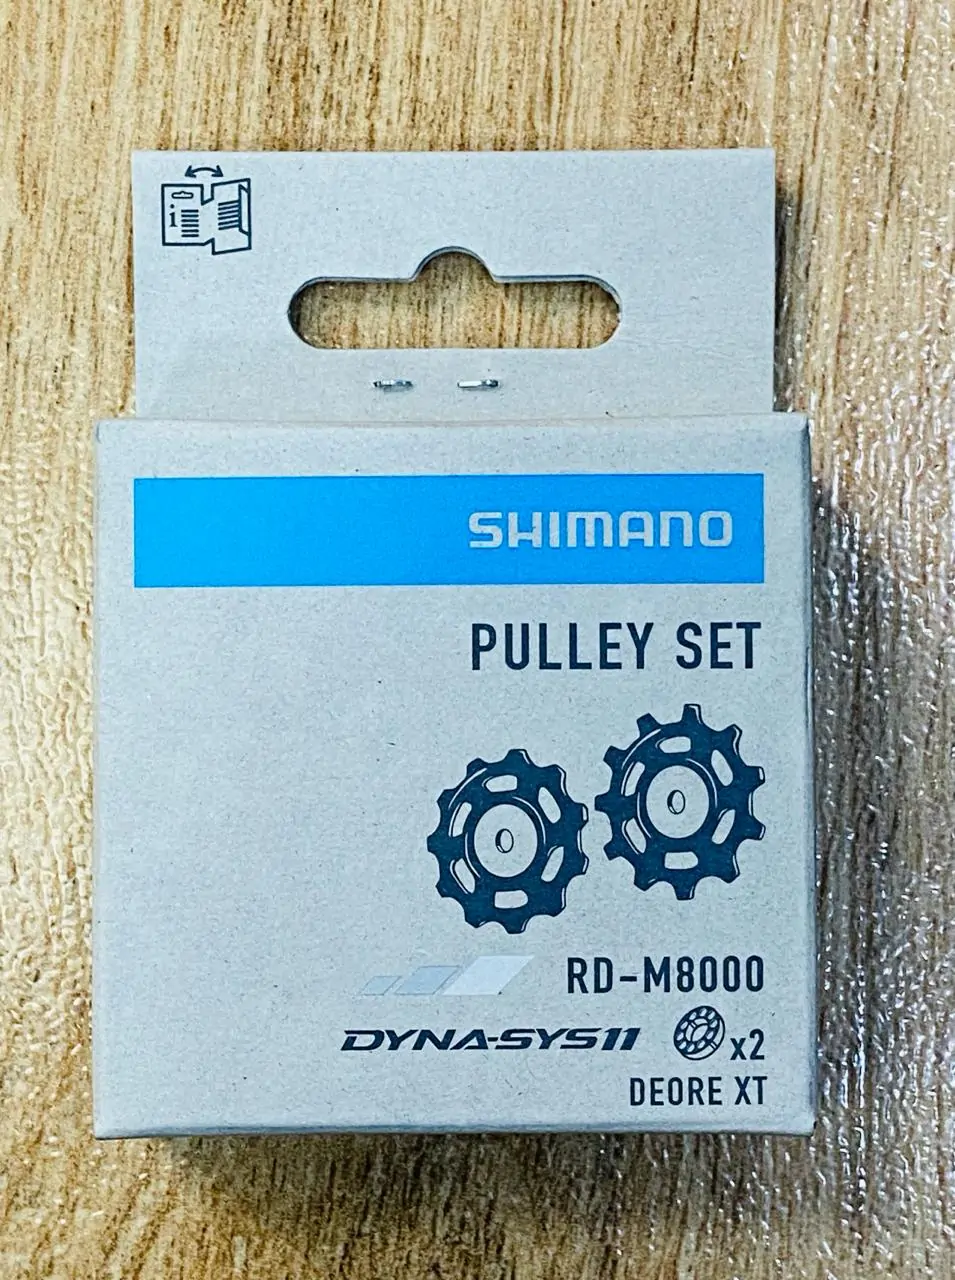 i
SHIMANO
PULLEY SET
RD-M8000
DYNA-SYS11
x2
DEORE XT